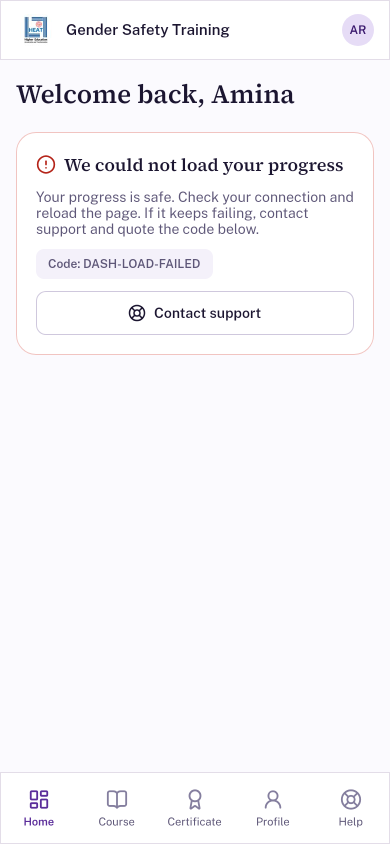 HEAT
Gender Safety Training
AR
Welcome back, Amina
We could not load your progress
Your progress is safe. Check your connection and
reload the page. If it keeps failing, contact
support and quote the code below.
Code: DASH-LOAD-FAILED
Contact support
Home
Course
Certificate
Profile
Help